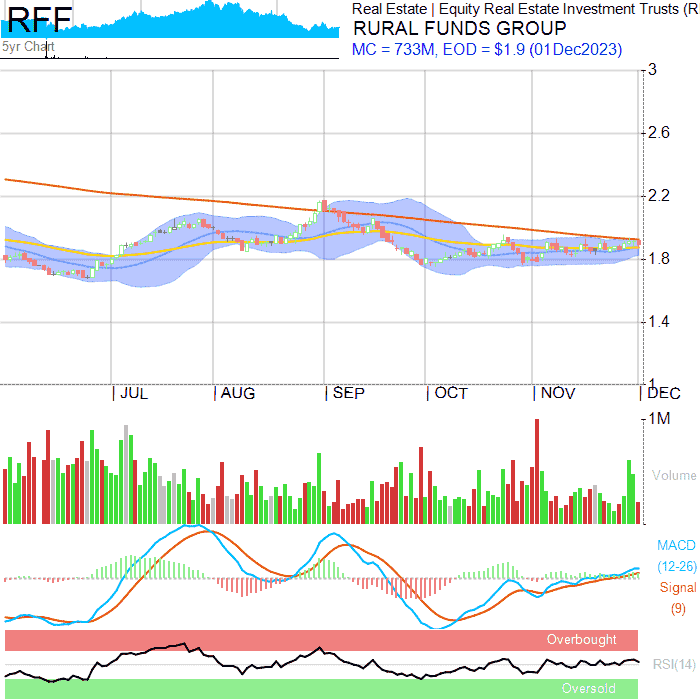 RFF
5yr Chart
Real Estate | Equity Real Estate Investment Trusts (R
RURAL FUNDS GROUP
MC = 733M, EOD = $1.9 (01Dec2023)
3
2.6
2.2
1.8
1.4
1
JUL AUG SEP OCT NOV DEC
1M
Volume
MACD
(12-26)
Signal
(9)
Overbought
RSI(14)
Oversold